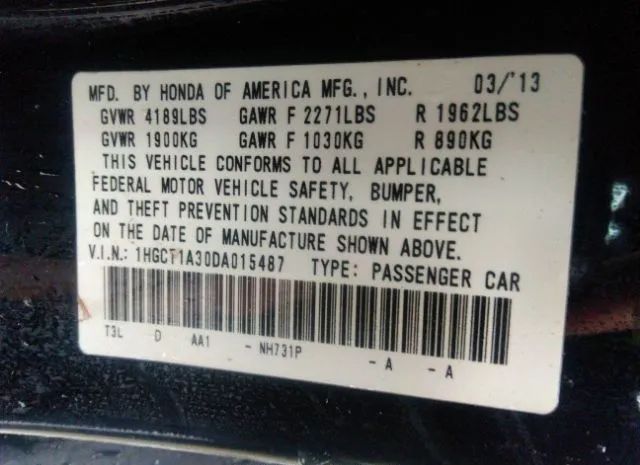 MFD. BY HONDA OF AMERICA MFG., INC. 03/'13
GVWR 4189LBS GAWR F 2271LBS R 1962LBS
GVWR 1900KG GAWR F 1030KG R 890KG
THIS VEHICLE CONFORMS TO ALL APPLICABLE
FEDERAL MOTOR VEHICLE SAFETY, BUMPER,
AND THEFT PREVENTION STANDARDS IN EFFECT
ON THE DATE OF MANUFACTURE SHOWN ABOVE.
V.I.N.: 1HGCT1A30DA015487 TYPE: PASSENGER CAR
T3L D AA1 - NH731P - A - A